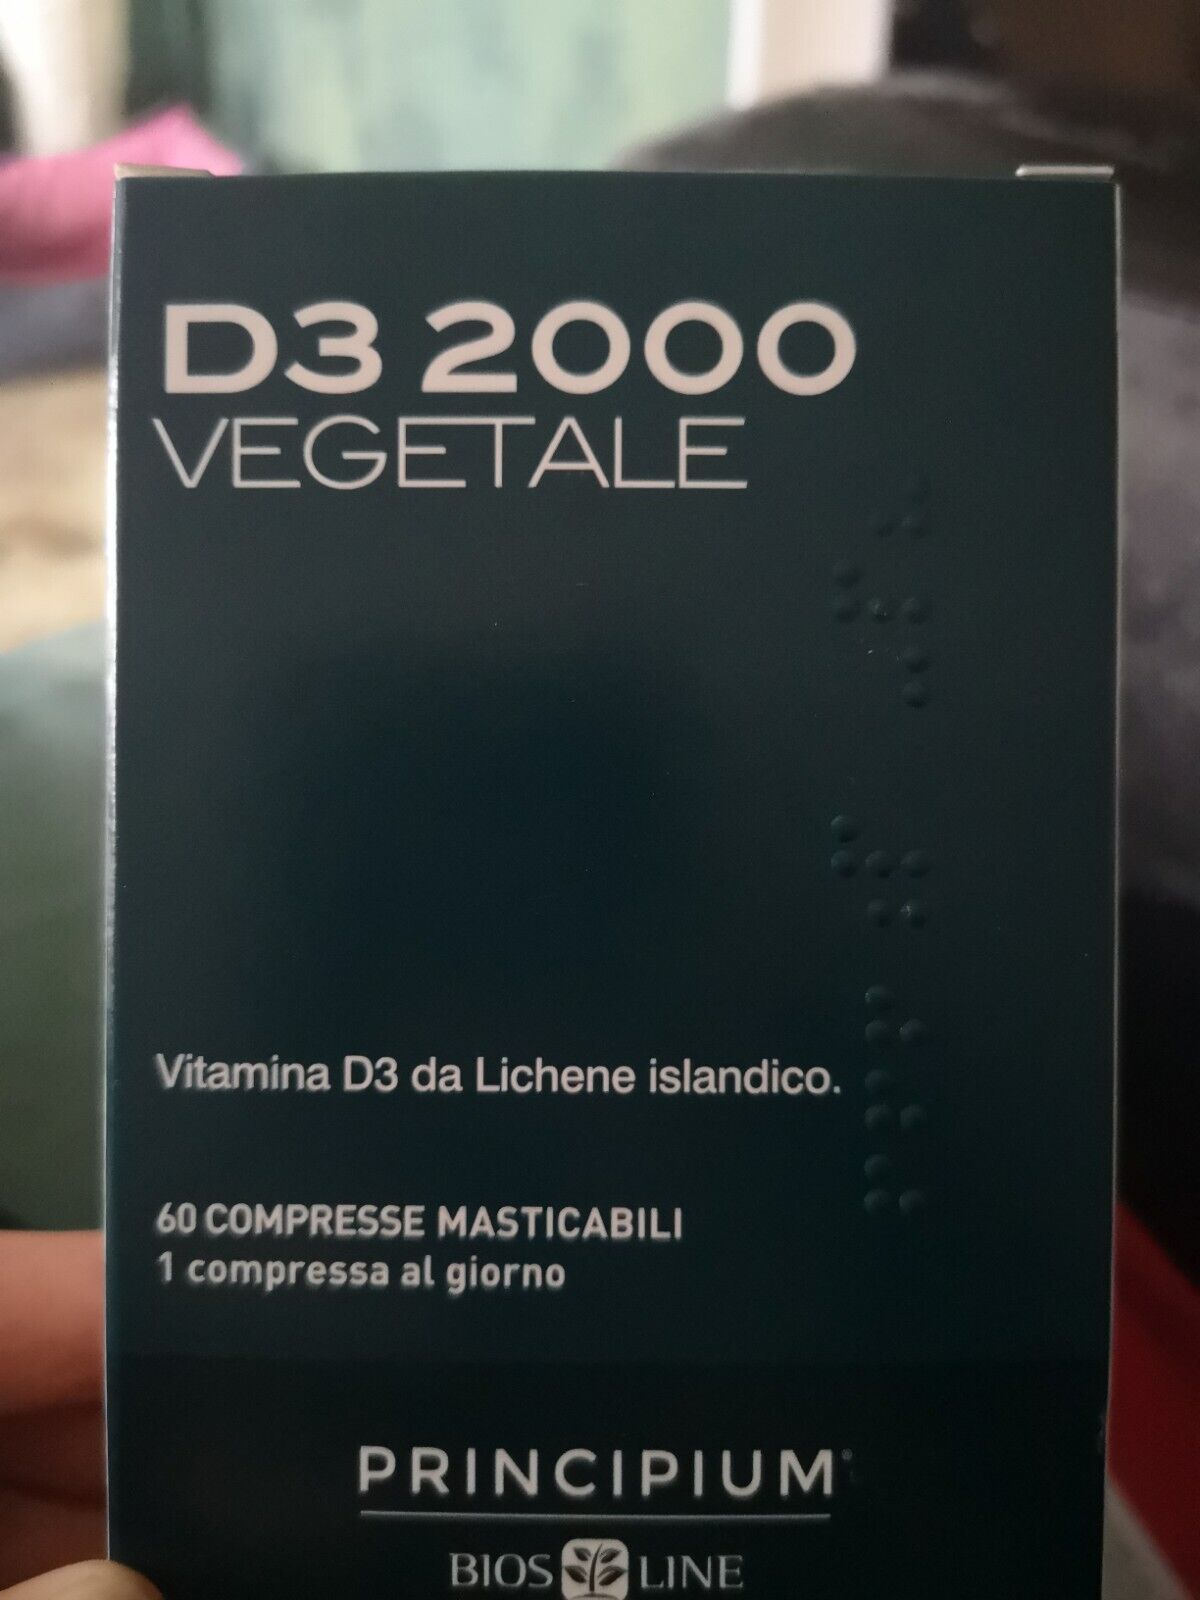 D3 2000
VEGETALE
Vitamina D3 da Lichene islandico.
60 COMPRESSE MASTICABILI
1 compressa al giorno
PRINCIPIUM®
BIOS LINE